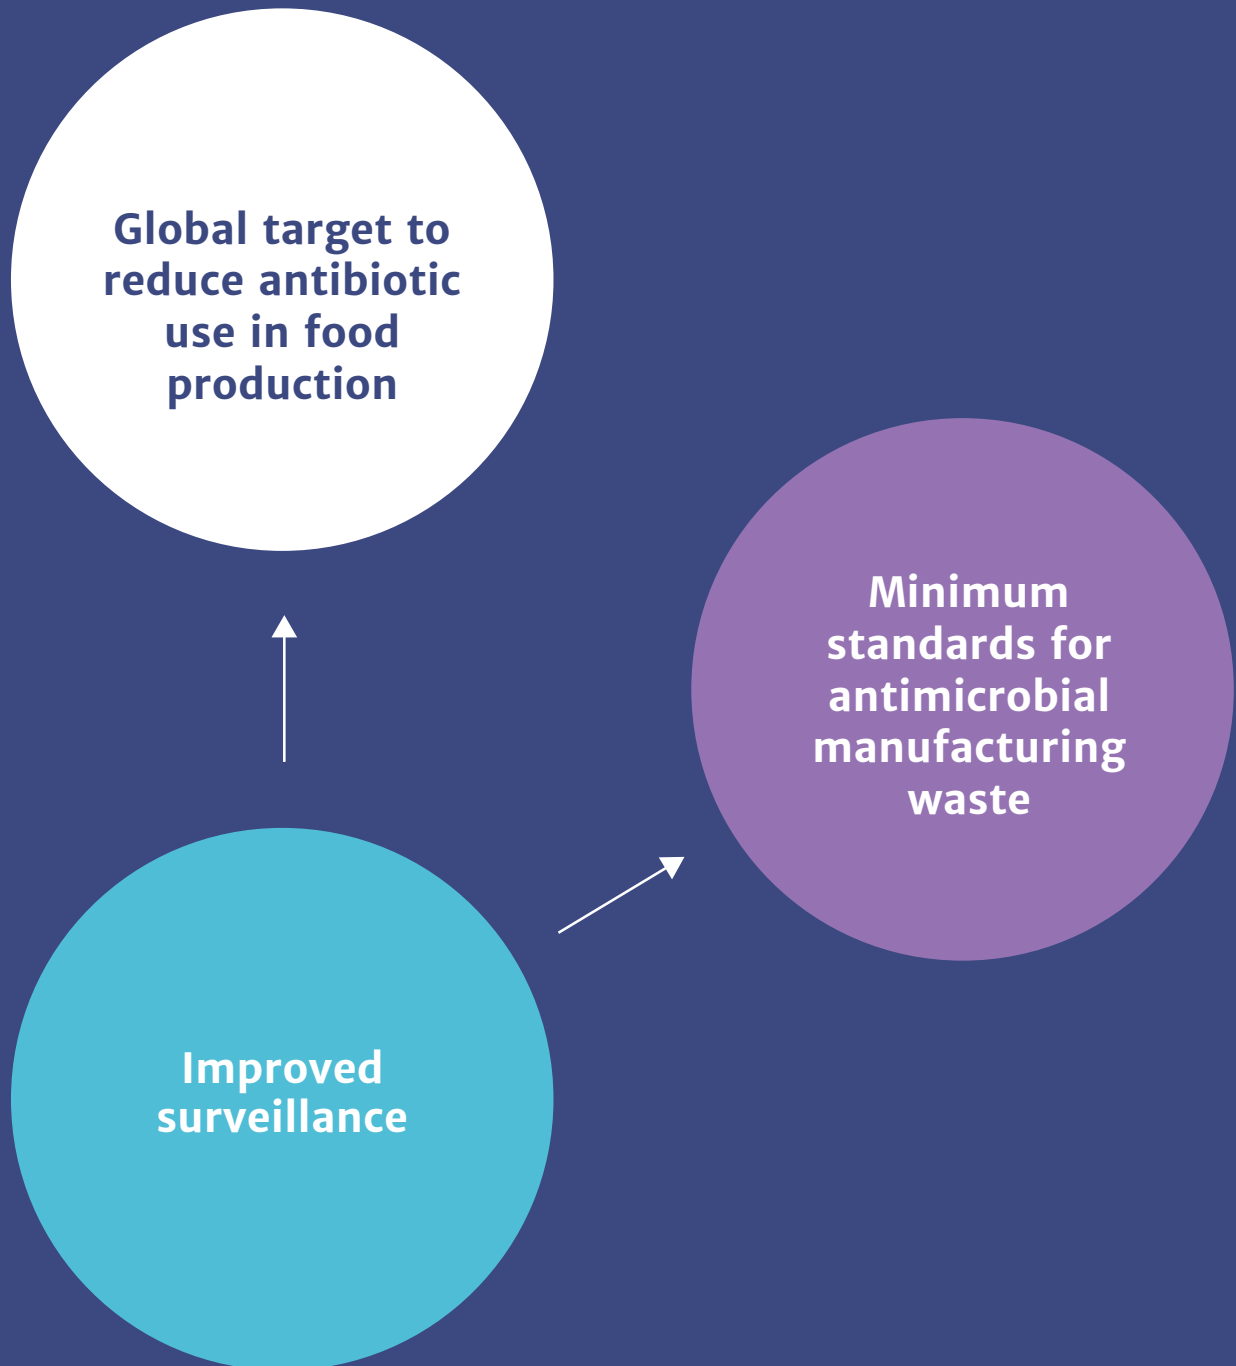 Global target to
reduce antibiotic
use in food
production
Minimum
standards for
antimicrobial
manufacturing
waste
Improved
surveillance